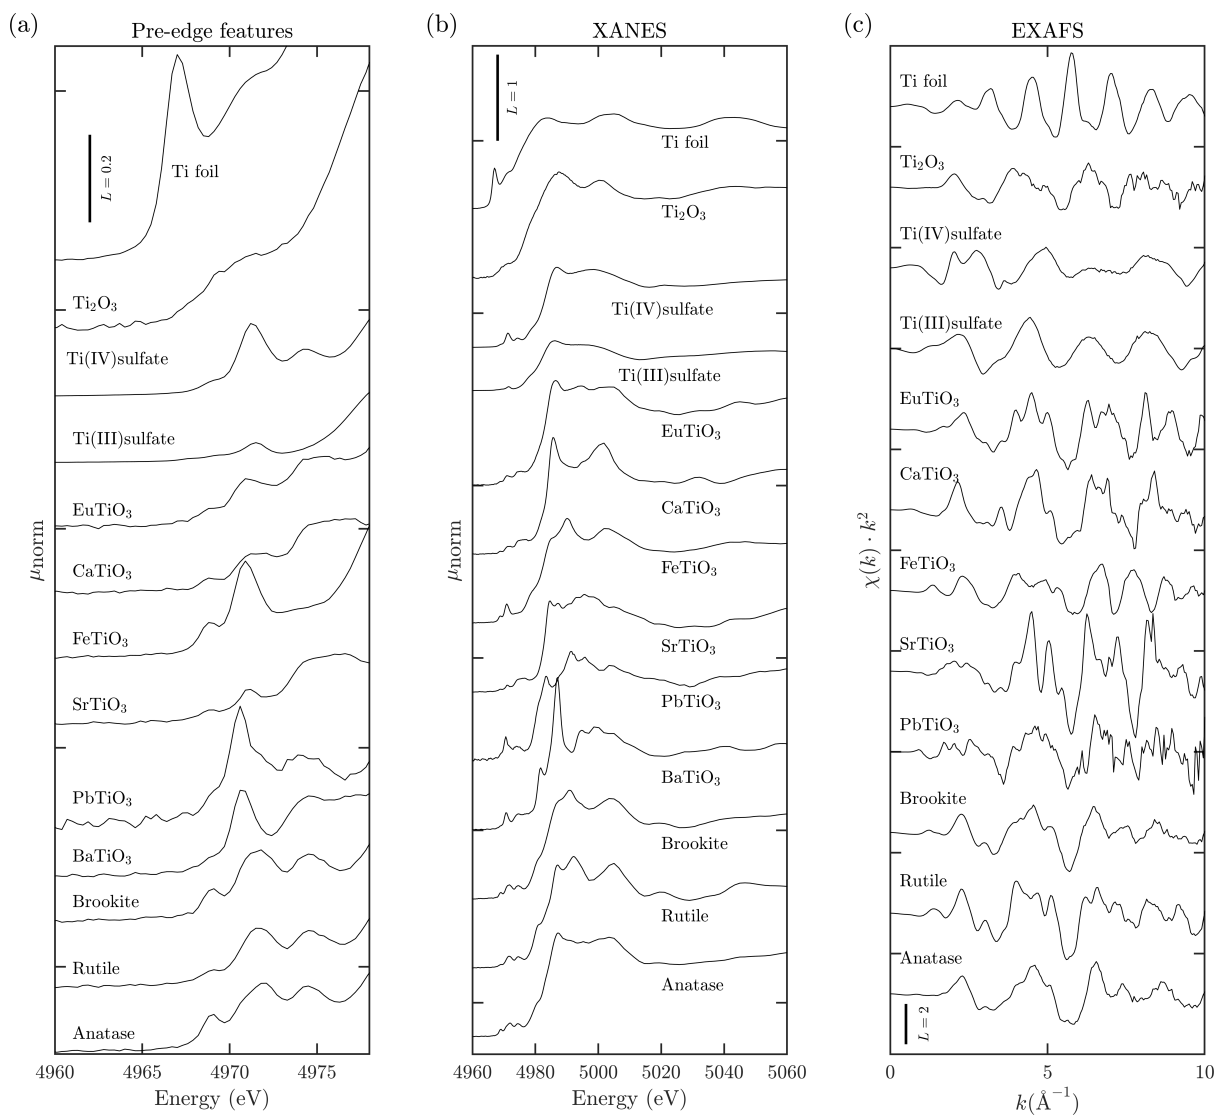 (a)
Pre-edge features
L = 0.2
Ti foil
Ti₂O₃
Ti(IV)sulfate
Ti(III)sulfate
EuTiO₃
CaTiO₃
FeTiO₃
SrTiO₃
PbTiO₃
BaTiO₃
Brookite
Rutile
Anatase
μnorm
4960 4965 4970 4975
Energy (eV)
(b)
XANES
L = 1
Ti foil
Ti₂O₃
Ti(IV)sulfate
Ti(III)sulfate
EuTiO₃
CaTiO₃
FeTiO₃
SrTiO₃
PbTiO₃
BaTiO₃
Brookite
Rutile
Anatase
μnorm
4960 4980 5000 5020 5040 5060
Energy (eV)
(c)
EXAFS
Ti foil
Ti₂O₃
Ti(IV)sulfate
Ti(III)sulfate
EuTiO₃
CaTiO₃
FeTiO₃
SrTiO₃
PbTiO₃
Brookite
Rutile
Anatase
L = 2
χ(k) · k²
0 5 10
k(Å⁻¹)